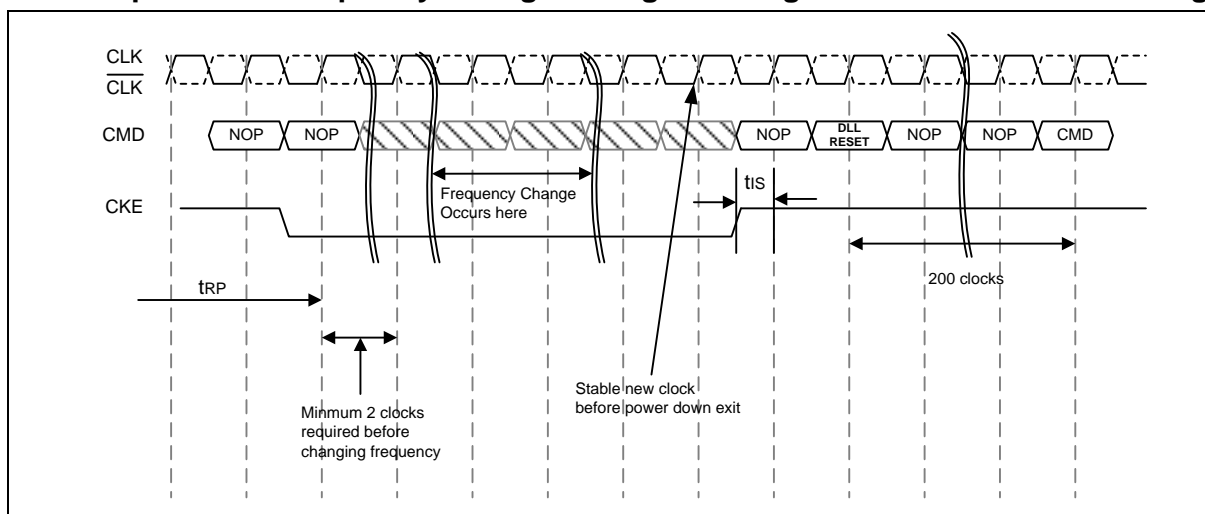 CLK
CLK
CMD
NOP
NOP
NOP
DLL
RESET
NOP
NOP
CMD
Frequency Change
Occurs here
tIS
CKE
200 clocks
tRP
Stable new clock
before power down exit
Minmum 2 clocks
required before
changing frequency